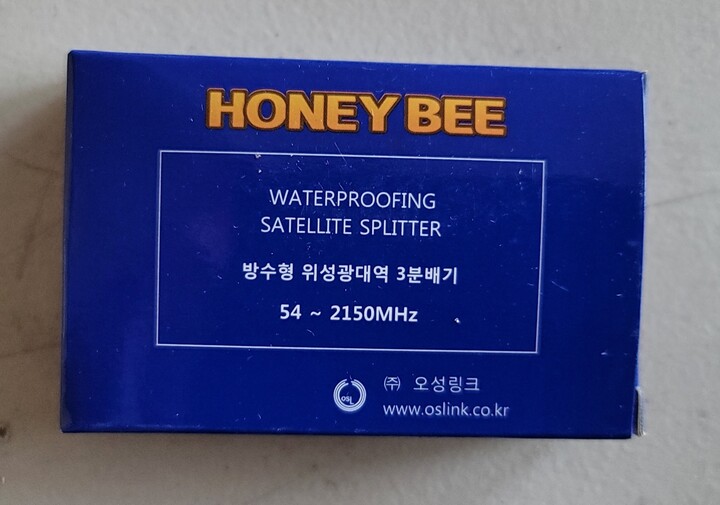 HONEY BEE
WATERPROOFING
SATELLITE SPLITTER
방수형 위성광대역 3분배기
54 ~ 2150MHz
OSL
㈜ 오성링크
www.oslink.co.kr